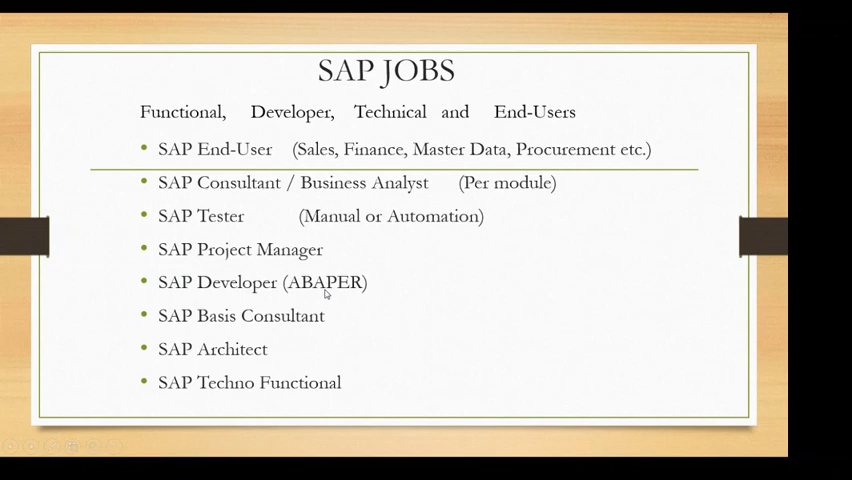 SAP JOBS
Functional, Developer, Technical and End-Users
• SAP End-User (Sales, Finance, Master Data, Procurement etc.)
• SAP Consultant / Business Analyst (Per module)
• SAP Tester (Manual or Automation)
• SAP Project Manager
• SAP Developer (ABAPER)
• SAP Basis Consultant
• SAP Architect
• SAP Techno Functional